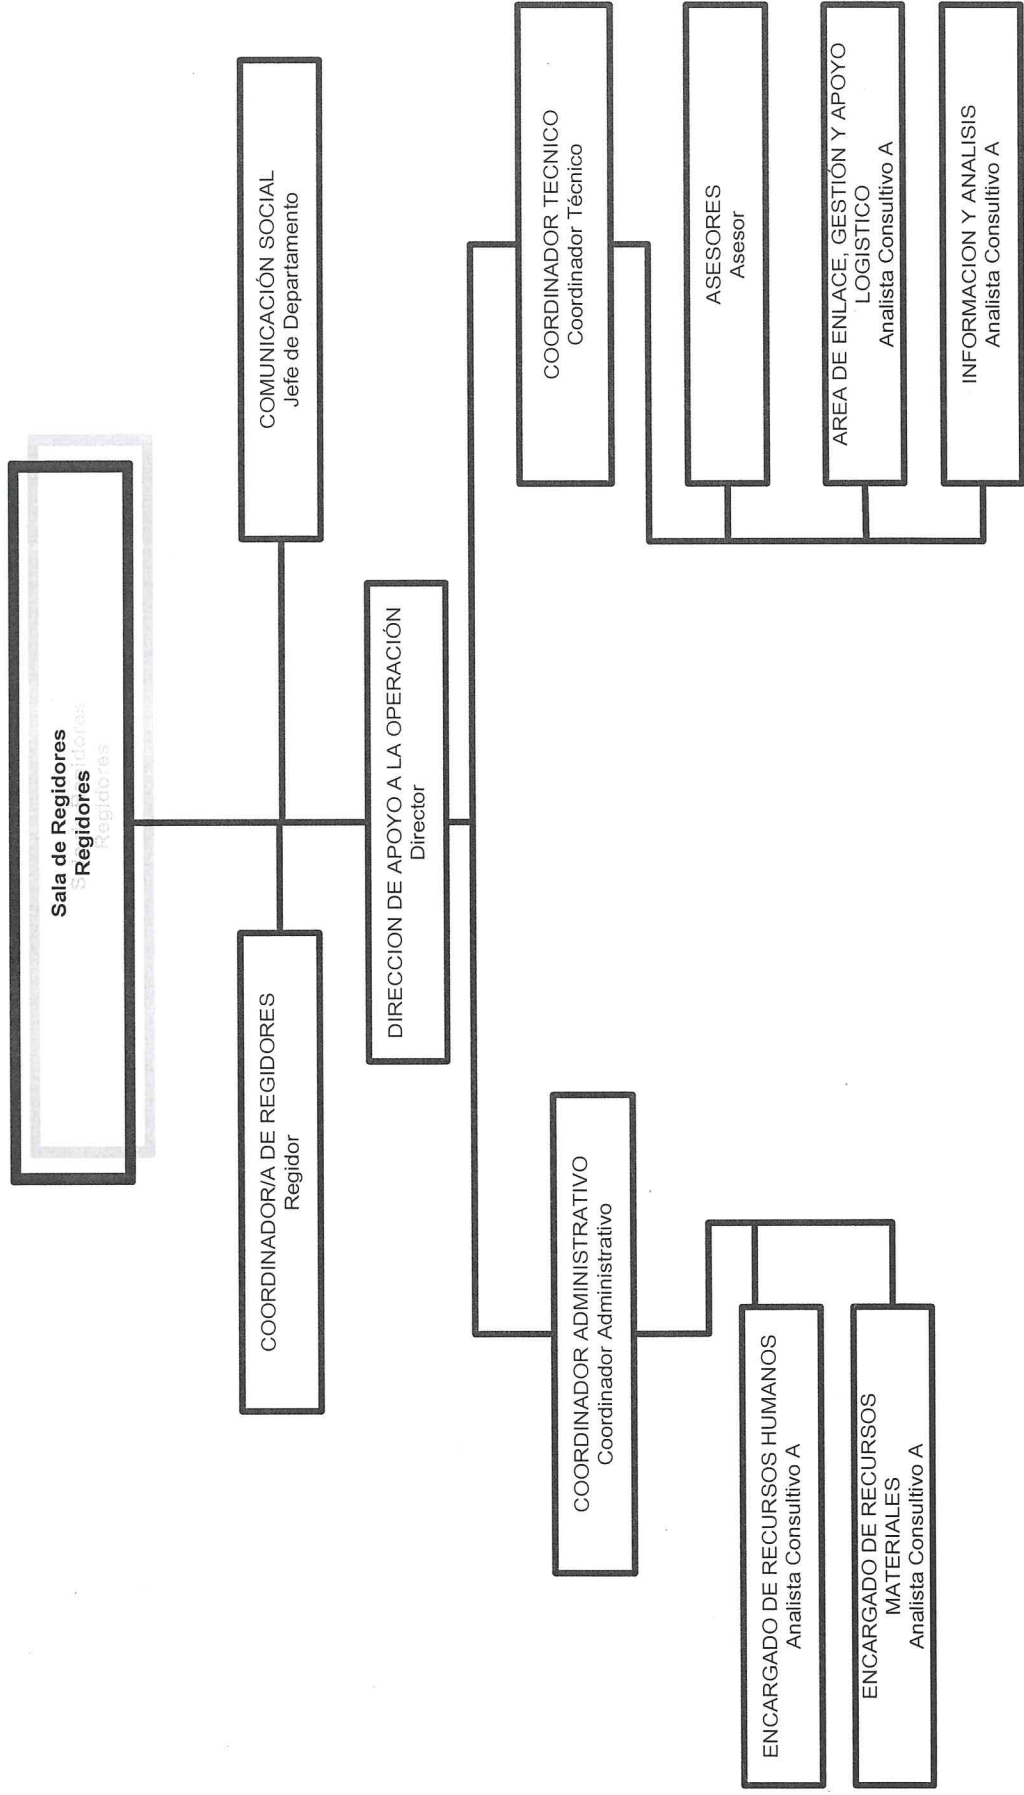 Sala de Regidores
Regidores
COORDINADOR/A DE REGIDORES
Regidor
COMUNICACIÓN SOCIAL
Jefe de Departamento
DIRECCION DE APOYO A LA OPERACIÓN
Director
COORDINADOR ADMINISTRATIVO
Coordinador Administrativo
ENCARGADO DE RECURSOS HUMANOS
Analista Consultivo A
ENCARGADO DE RECURSOS
MATERIALES
Analista Consultivo A
COORDINADOR TECNICO
Coordinador Técnico
ASESORES
Asesor
AREA DE ENLACE, GESTIÓN Y APOYO
LOGISTICO
Analista Consultivo A
INFORMACION Y ANALISIS
Analista Consultivo A